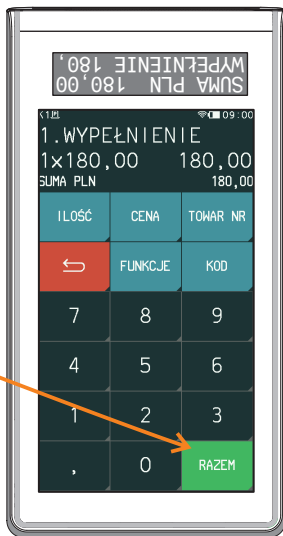 SUMA PLN 180,00
WYPEŁNIENIE 180,
09:00
1.WYPEŁNIENIE
1x180,00 180,00
SUMA PLN 180,00
ILOŚĆ CENA TOWAR NR
FUNKCJE KOD
7 8 9
4 5 6
1 2 3
, 0 RAZEM